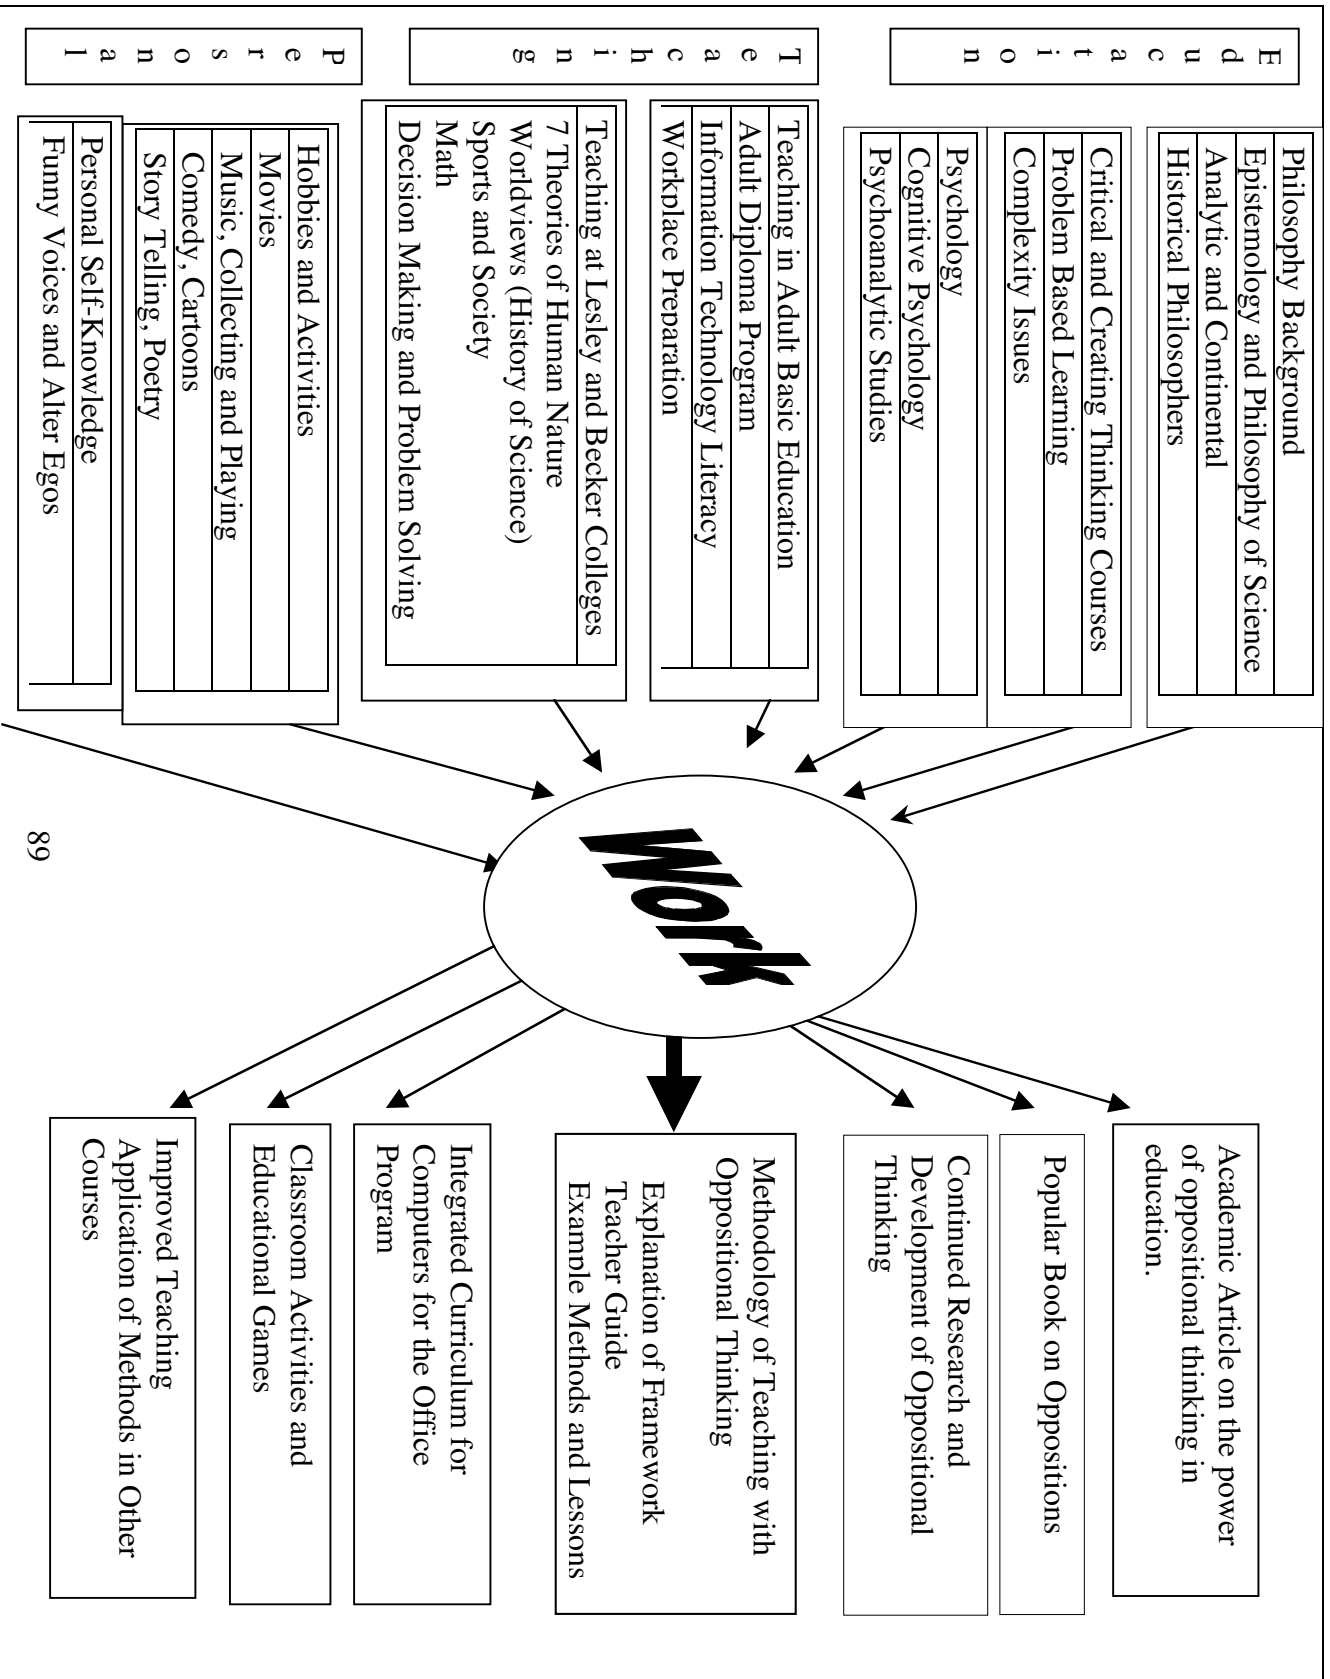 Education
Philosophy Background
Epistemology and Philosophy of Science
Analytic and Continental
Historical Philosophers
Critical and Creating Thinking Courses
Problem Based Learning
Complexity Issues
Psychology
Cognitive Psychology
Psychoanalytic Studies
Teaching
Teaching in Adult Basic Education
Adult Diploma Program
Information Technology Literacy
Workplace Preparation
Teaching at Lesley and Becker Colleges
7 Theories of Human Nature
Worldviews (History of Science)
Sports and Society
Math
Decision Making and Problem Solving
Personal
Hobbies and Activities
Movies
Music, Collecting and Playing
Comedy, Cartoons
Story Telling, Poetry
Personal Self-Knowledge
Funny Voices and Alter Egos
Work
Academic Article on the power
of oppositional thinking in
education.
Popular Book on Oppositions
Continued Research and
Development of Oppositional
Thinking
Methodology of Teaching with
Oppositional Thinking
Explanation of Framework
Teacher Guide
Example Methods and Lessons
Integrated Curriculum for
Computers for the Office
Program
Classroom Activities and
Educational Games
Improved Teaching
Application of Methods in Other
Courses
89